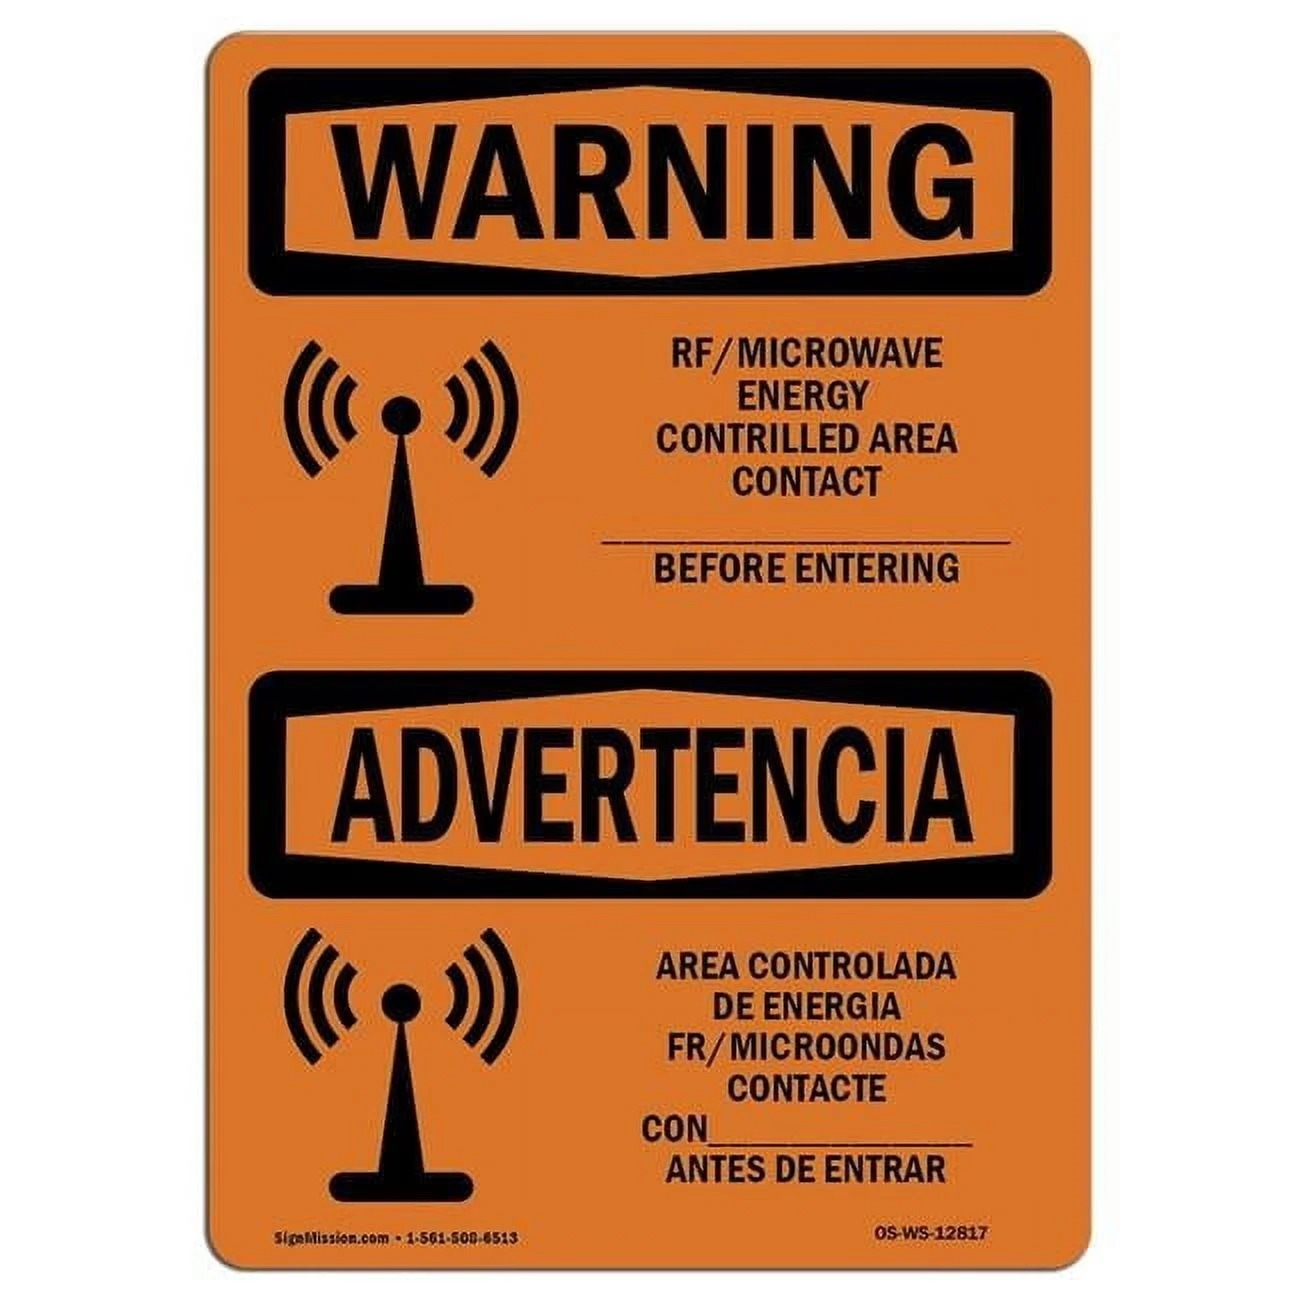 WARNING
RF/MICROWAVE
ENERGY
CONTRILLED AREA
CONTACT
BEFORE ENTERING
ADVERTENCIA
AREA CONTROLADA
DE ENERGIA
FR/MICROONDAS
CONTACTE
CON_______________
ANTES DE ENTRAR
SignMission.com • 1-561-508-6513
OS-WS-12817